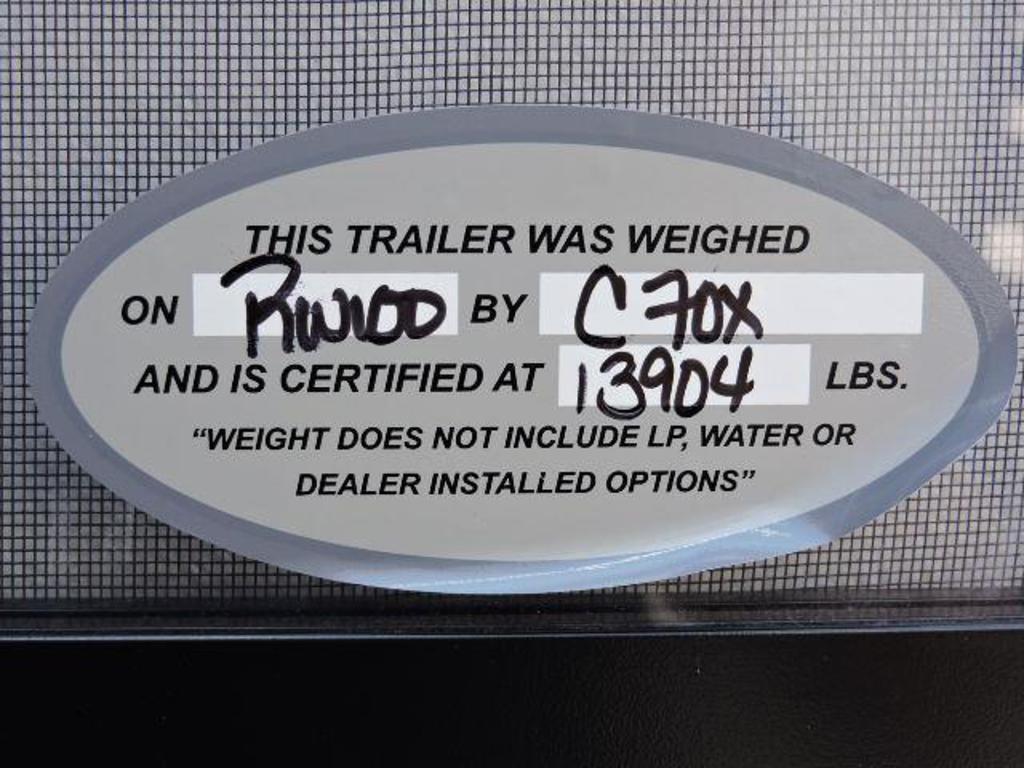 THIS TRAILER WAS WEIGHED
ON RW100 BY C FOX
AND IS CERTIFIED AT 13904 LBS.
“WEIGHT DOES NOT INCLUDE LP, WATER OR
DEALER INSTALLED OPTIONS”